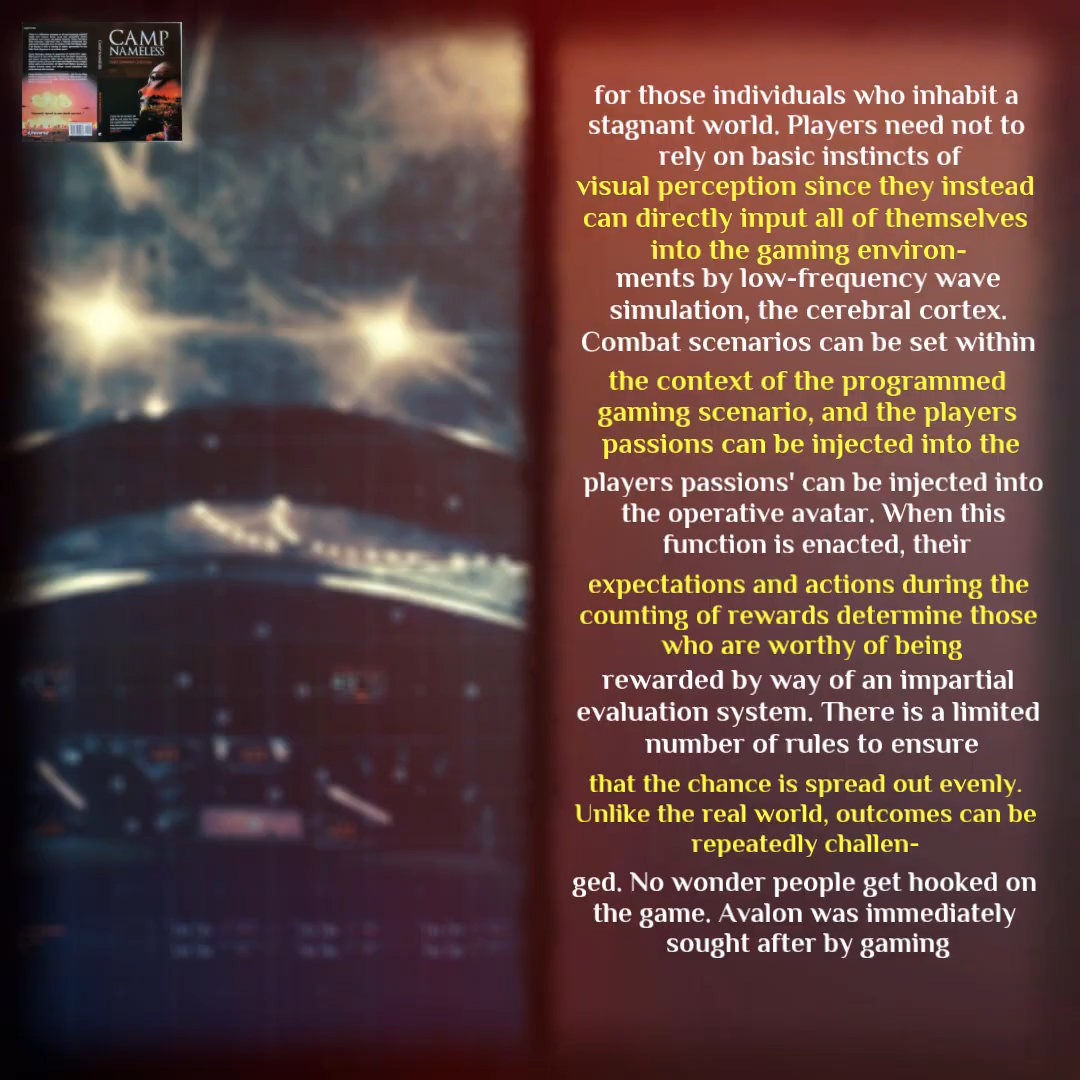 CAMP
NAMELESS
for those individuals who inhabit a
stagnant world. Players need not to
rely on basic instincts of
visual perception since they instead
can directly input all of themselves
into the gaming environ-
ments by low-frequency wave
simulation, the cerebral cortex.
Combat scenarios can be set within
the context of the programmed
gaming scenario, and the players
passions can be injected into the
players passions' can be injected into
the operative avatar. When this
function is enacted, their
expectations and actions during the
counting of rewards determine those
who are worthy of being
rewarded by way of an impartial
evaluation system. There is a limited
number of rules to ensure
that the chance is spread out evenly.
Unlike the real world, outcomes can be
repeatedly challen-
ged. No wonder people get hooked on
the game. Avalon was immediately
sought after by gaming